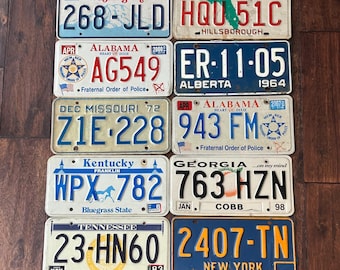 268·JLD
HQU 51C
HILLSBOROUGH
APR ALABAMA
AG549
Fraternal Order of Police
ER-11-05
ALBERTA 1964
DEC MISSOURI '72
Z1E-228
ALABAMA
943 FM
Fraternal Order of Police
Kentucky
FRANKLIN
WPX 782
Bluegrass State
GEORGIA
763 HZN
JAN COBB 98
TENNESSEE
23·HN60
2407-TN
NEW YORK